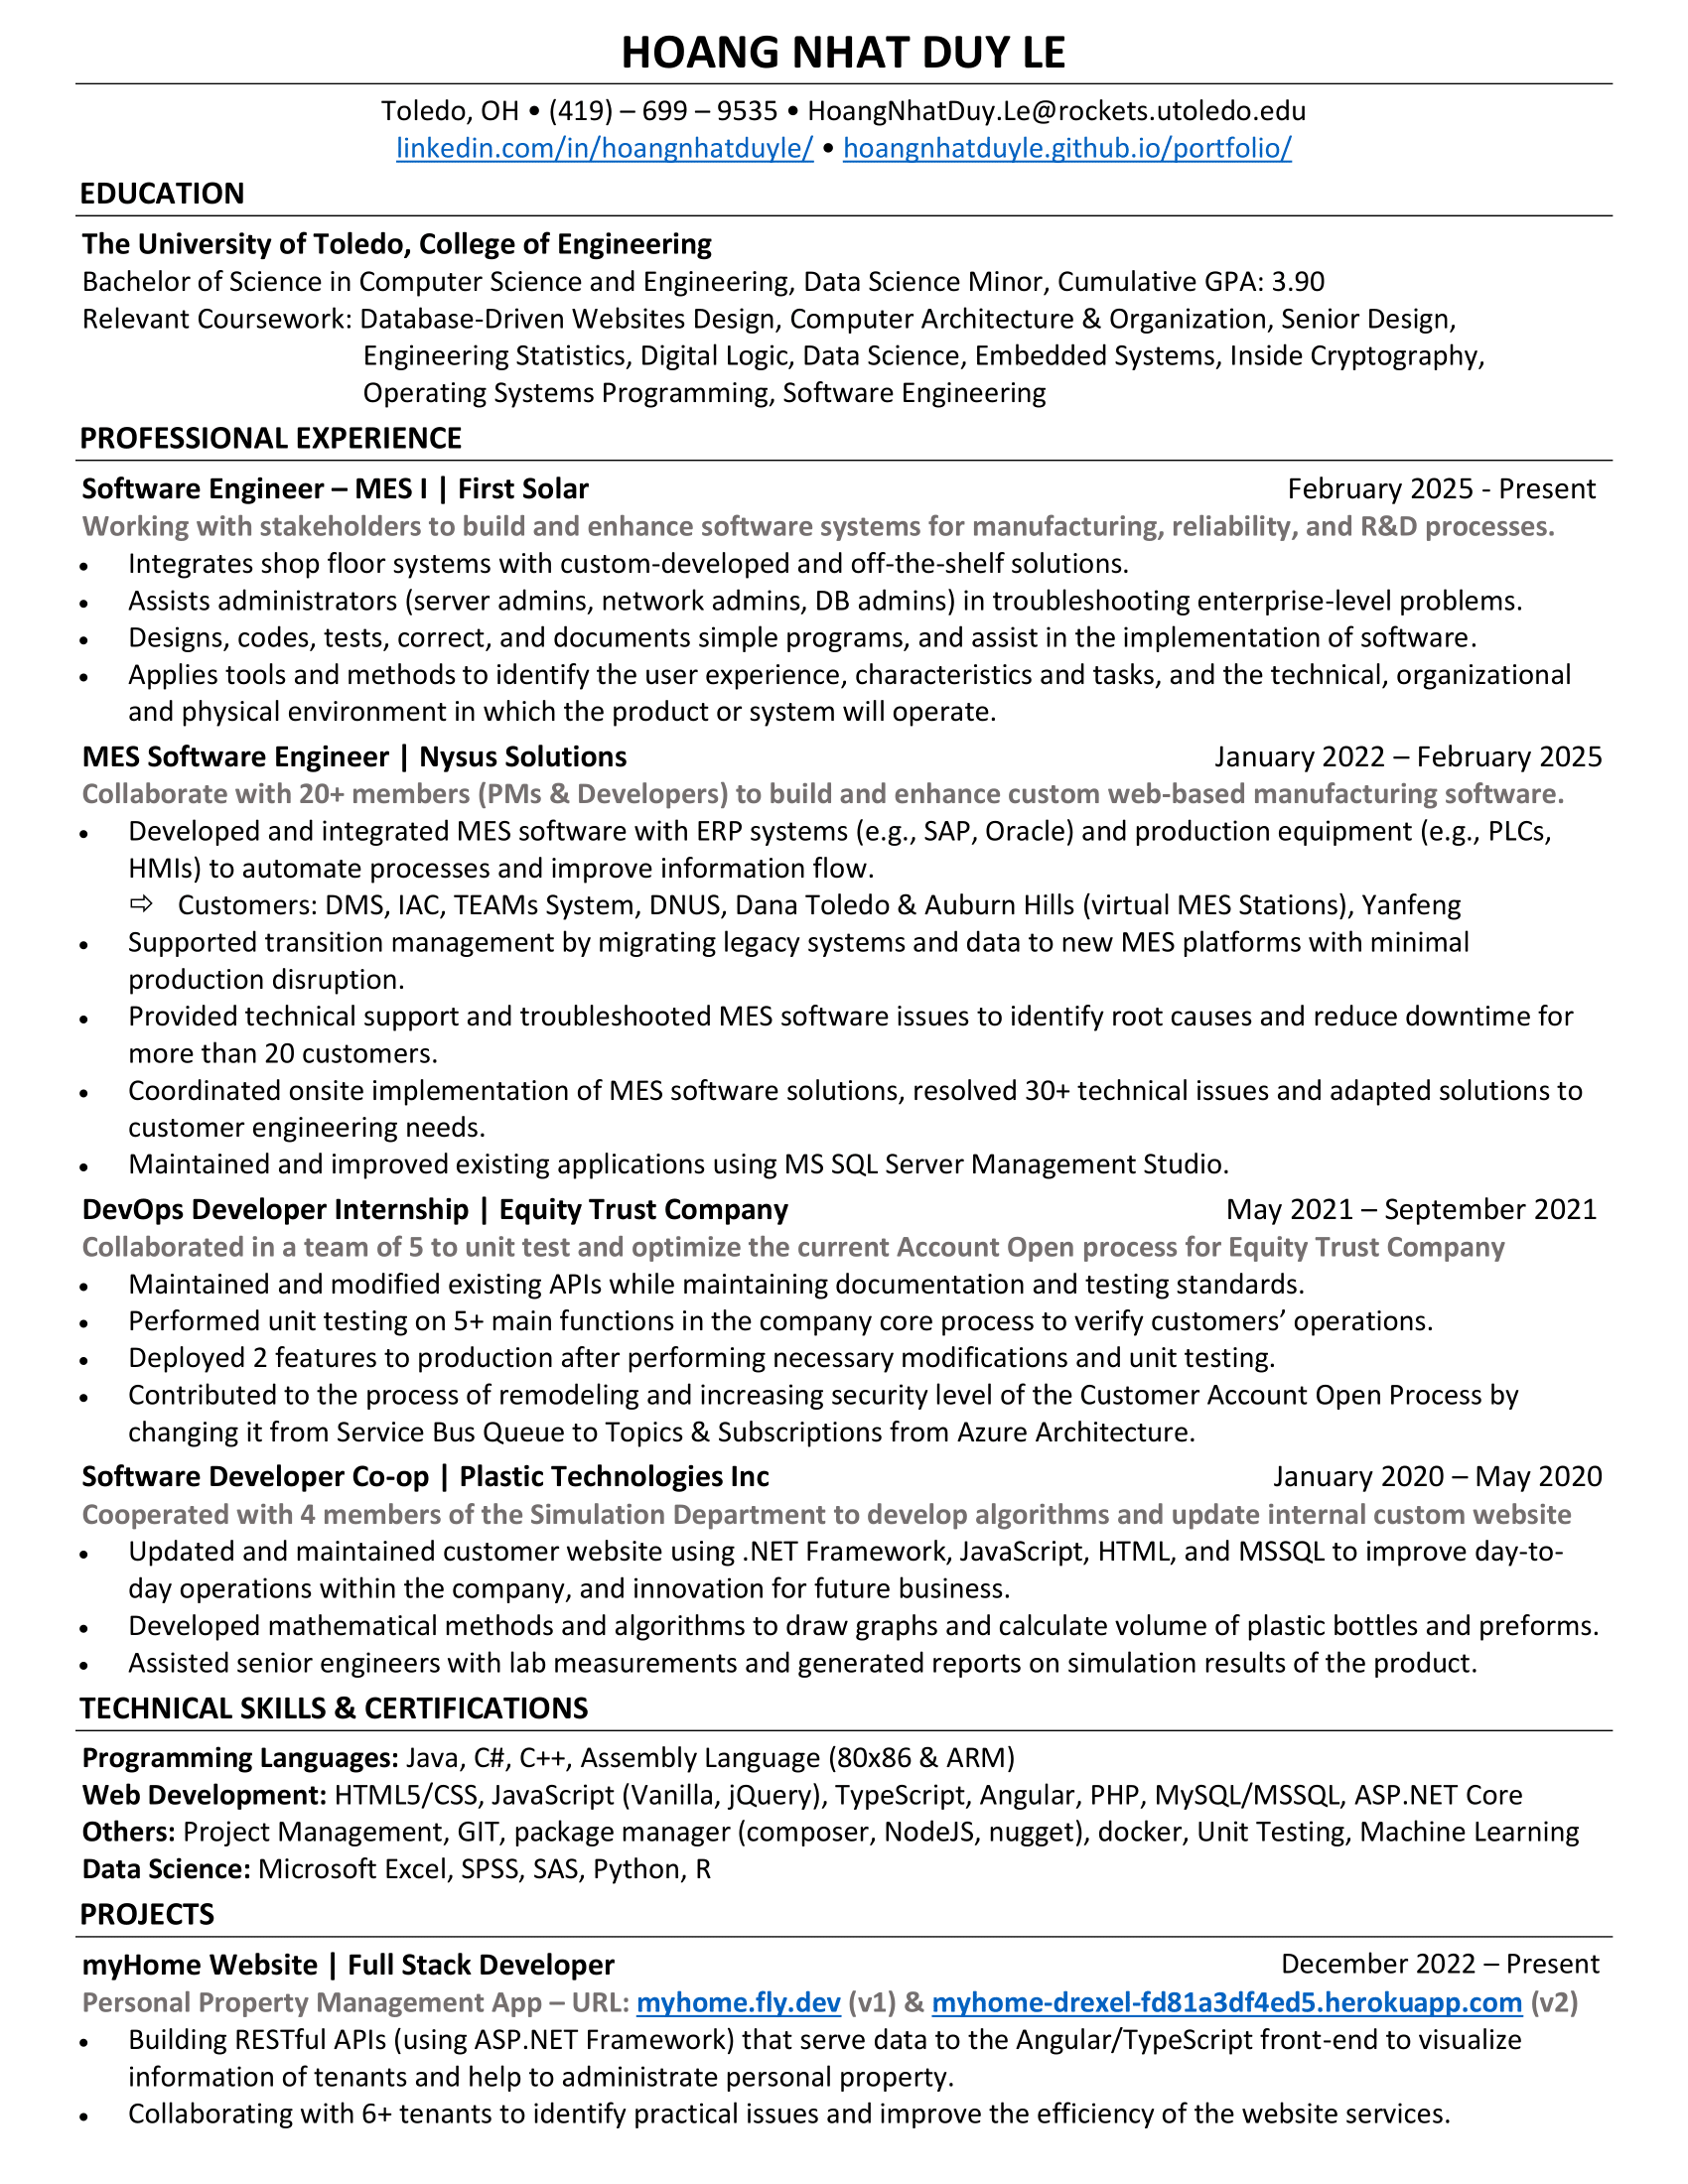 HOANG NHAT DUY LE
Toledo, OH • (419) – 699 – 9535 • HoangNhatDuy.Le@rockets.utoledo.edu
linkedin.com/in/hoangnhatduyle/ • hoangnhatduyle.github.io/portfolio/
EDUCATION
The University of Toledo, College of Engineering
Bachelor of Science in Computer Science and Engineering, Data Science Minor, Cumulative GPA: 3.90
Relevant Coursework: Database-Driven Websites Design, Computer Architecture & Organization, Senior Design,
Engineering Statistics, Digital Logic, Data Science, Embedded Systems, Inside Cryptography,
Operating Systems Programming, Software Engineering
PROFESSIONAL EXPERIENCE
Software Engineer – MES I | First Solar February 2025 - Present
Working with stakeholders to build and enhance software systems for manufacturing, reliability, and R&D processes.
• Integrates shop floor systems with custom-developed and off-the-shelf solutions.
• Assists administrators (server admins, network admins, DB admins) in troubleshooting enterprise-level problems.
• Designs, codes, tests, correct, and documents simple programs, and assist in the implementation of software.
• Applies tools and methods to identify the user experience, characteristics and tasks, and the technical, organizational
and physical environment in which the product or system will operate.
MES Software Engineer | Nysus Solutions January 2022 – February 2025
Collaborate with 20+ members (PMs & Developers) to build and enhance custom web-based manufacturing software.
• Developed and integrated MES software with ERP systems (e.g., SAP, Oracle) and production equipment (e.g., PLCs,
HMIs) to automate processes and improve information flow.
⇨ Customers: DMS, IAC, TEAMs System, DNUS, Dana Toledo & Auburn Hills (virtual MES Stations), Yanfeng
• Supported transition management by migrating legacy systems and data to new MES platforms with minimal
production disruption.
• Provided technical support and troubleshooted MES software issues to identify root causes and reduce downtime for
more than 20 customers.
• Coordinated onsite implementation of MES software solutions, resolved 30+ technical issues and adapted solutions to
customer engineering needs.
• Maintained and improved existing applications using MS SQL Server Management Studio.
DevOps Developer Internship | Equity Trust Company May 2021 – September 2021
Collaborated in a team of 5 to unit test and optimize the current Account Open process for Equity Trust Company
• Maintained and modified existing APIs while maintaining documentation and testing standards.
• Performed unit testing on 5+ main functions in the company core process to verify customers’ operations.
• Deployed 2 features to production after performing necessary modifications and unit testing.
• Contributed to the process of remodeling and increasing security level of the Customer Account Open Process by
changing it from Service Bus Queue to Topics & Subscriptions from Azure Architecture.
Software Developer Co-op | Plastic Technologies Inc January 2020 – May 2020
Cooperated with 4 members of the Simulation Department to develop algorithms and update internal custom website
• Updated and maintained customer website using .NET Framework, JavaScript, HTML, and MSSQL to improve day-to-
day operations within the company, and innovation for future business.
• Developed mathematical methods and algorithms to draw graphs and calculate volume of plastic bottles and preforms.
• Assisted senior engineers with lab measurements and generated reports on simulation results of the product.
TECHNICAL SKILLS & CERTIFICATIONS
Programming Languages: Java, C#, C++, Assembly Language (80x86 & ARM)
Web Development: HTML5/CSS, JavaScript (Vanilla, jQuery), TypeScript, Angular, PHP, MySQL/MSSQL, ASP.NET Core
Others: Project Management, GIT, package manager (composer, NodeJS, nugget), docker, Unit Testing, Machine Learning
Data Science: Microsoft Excel, SPSS, SAS, Python, R
PROJECTS
myHome Website | Full Stack Developer December 2022 – Present
Personal Property Management App – URL: myhome.fly.dev (v1) & myhome-drexel-fd81a3df4ed5.herokuapp.com (v2)
• Building RESTful APIs (using ASP.NET Framework) that serve data to the Angular/TypeScript front-end to visualize
information of tenants and help to administrate personal property.
• Collaborating with 6+ tenants to identify practical issues and improve the efficiency of the website services.